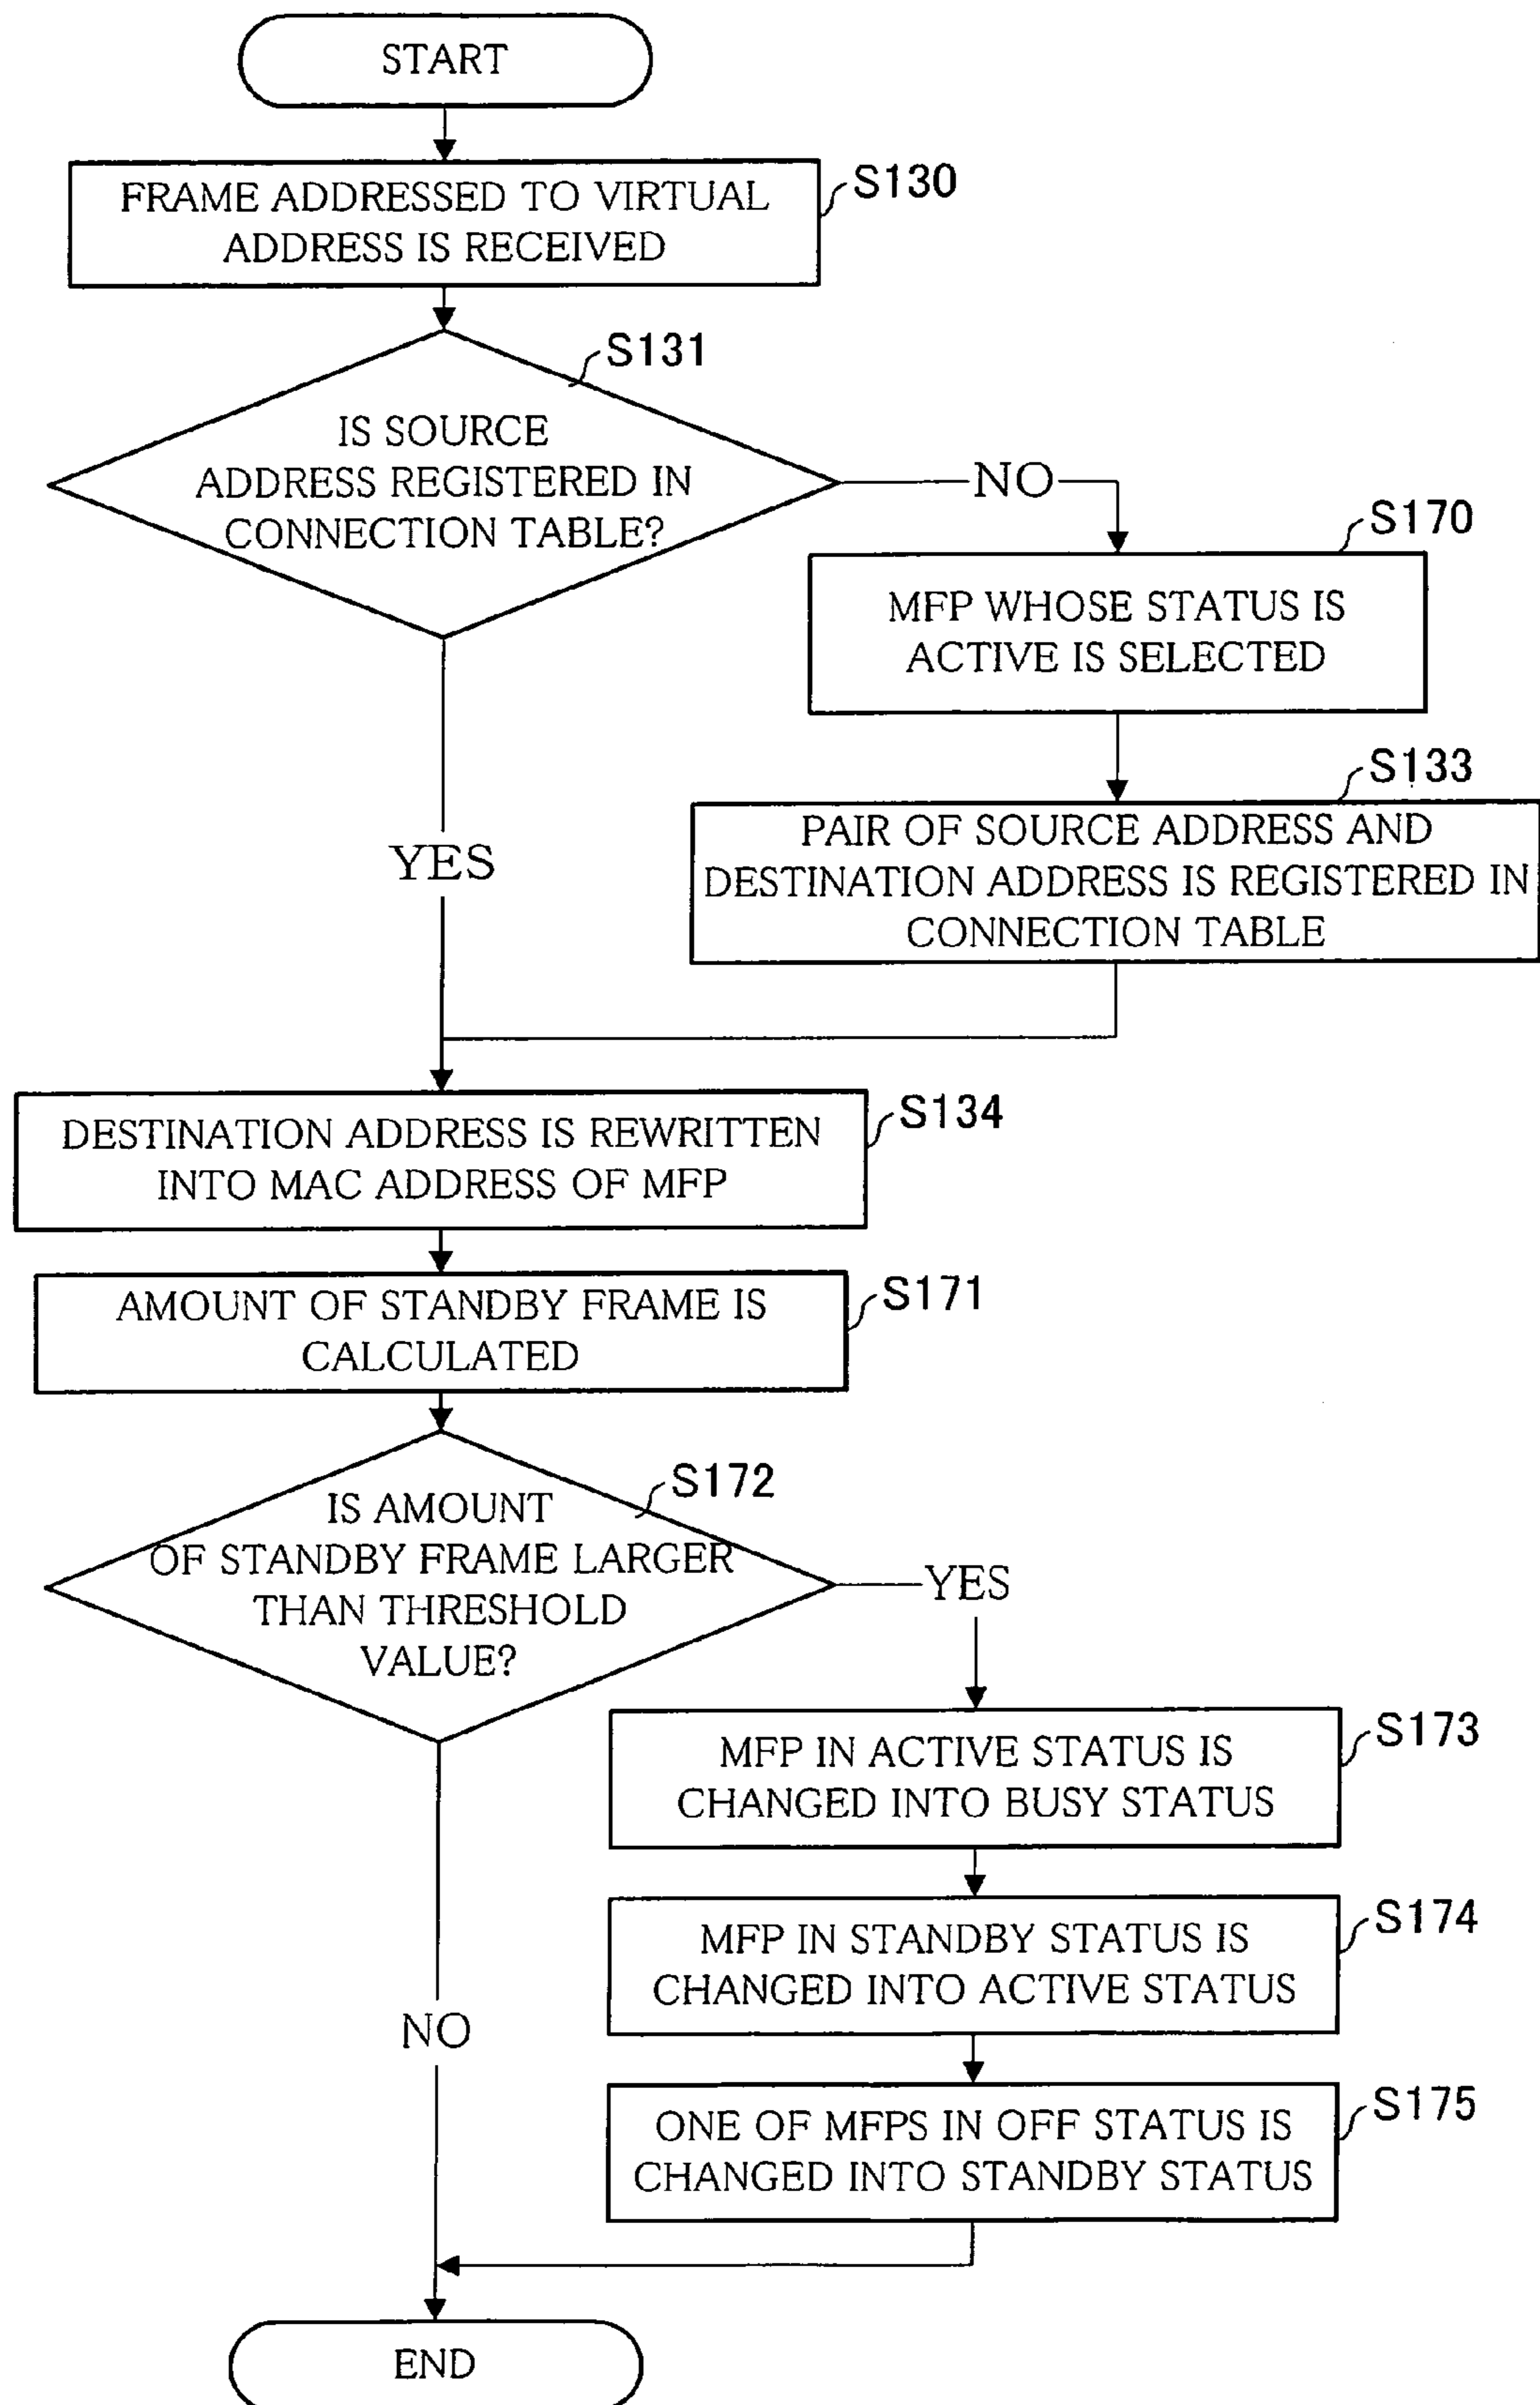 START
FRAME ADDRESSED TO VIRTUAL
ADDRESS IS RECEIVED
S130
S131
IS SOURCE
ADDRESS REGISTERED IN
CONNECTION TABLE?
NO
S170
MFP WHOSE STATUS IS
ACTIVE IS SELECTED
S133
PAIR OF SOURCE ADDRESS AND
DESTINATION ADDRESS IS REGISTERED IN
CONNECTION TABLE
YES
S134
DESTINATION ADDRESS IS REWRITTEN
INTO MAC ADDRESS OF MFP
S171
AMOUNT OF STANDBY FRAME IS
CALCULATED
S172
IS AMOUNT
OF STANDBY FRAME LARGER
THAN THRESHOLD
VALUE?
YES
S173
MFP IN ACTIVE STATUS IS
CHANGED INTO BUSY STATUS
S174
MFP IN STANDBY STATUS IS
CHANGED INTO ACTIVE STATUS
NO
S175
ONE OF MFPS IN OFF STATUS IS
CHANGED INTO STANDBY STATUS
END